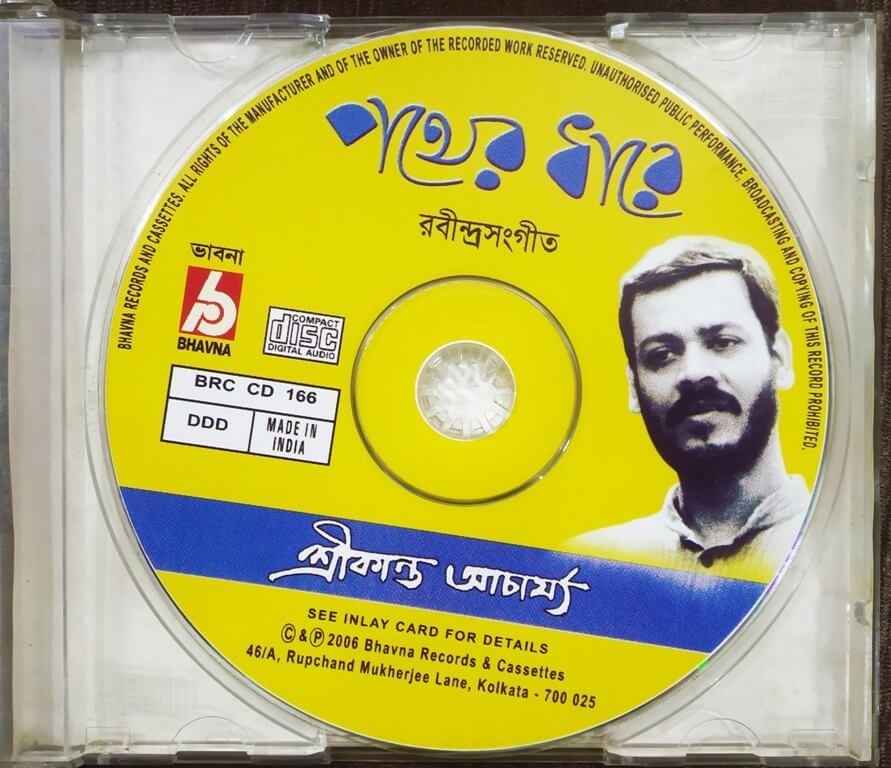 BHAVNA RECORDS AND CASSETTES. ALL RIGHTS OF THE MANUFACTURER AND OF THE OWNER OF THE RECORDED WORK RESERVED. UNAUTHORISED PUBLIC PERFORMANCE, BROADCASTING AND COPYING OF THIS RECORD PROHIBITED.
পথের ধারে
রবীন্দ্রসংগীত
ভাবনা
BHAVNA
COMPACT
disc
DIGITAL AUDIO
BRC CD 166
DDD
MADE IN
INDIA
শ্রীকান্ত আচার্য্য
SEE INLAY CARD FOR DETAILS
©&℗2006 Bhavna Records & Cassettes
46/A, Rupchand Mukherjee Lane, Kolkata - 700 025